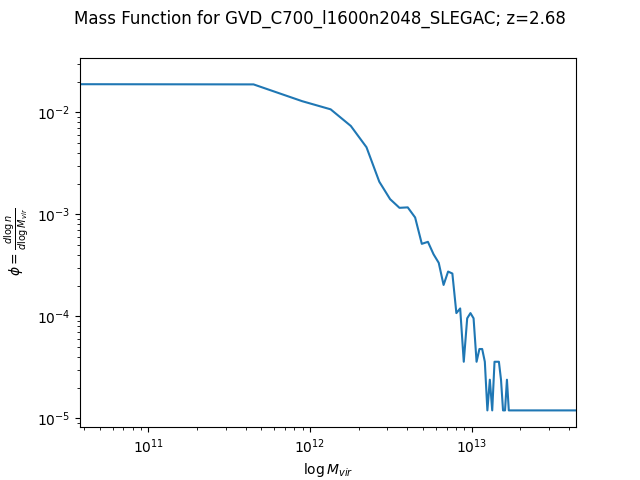 Mass Function for GVD_C700_l1600n2048_SLEGAC; z=2.68
10⁻²
10⁻³
10⁻⁴
10⁻⁵
ϕ = d log n / d log M_vir
10¹¹ 10¹² 10¹³
log M_vir